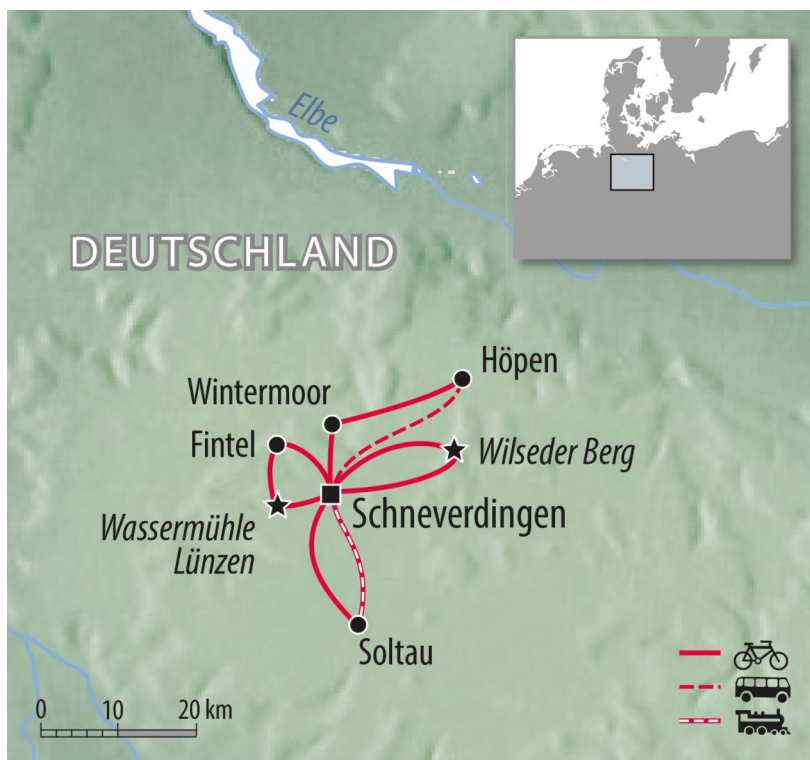 Elbe
DEUTSCHLAND
Höpen
Wintermoor
Fintel
Wilseder Berg
Schneverdingen
Wassermühle
Lünzen
Soltau
0 10 20 km